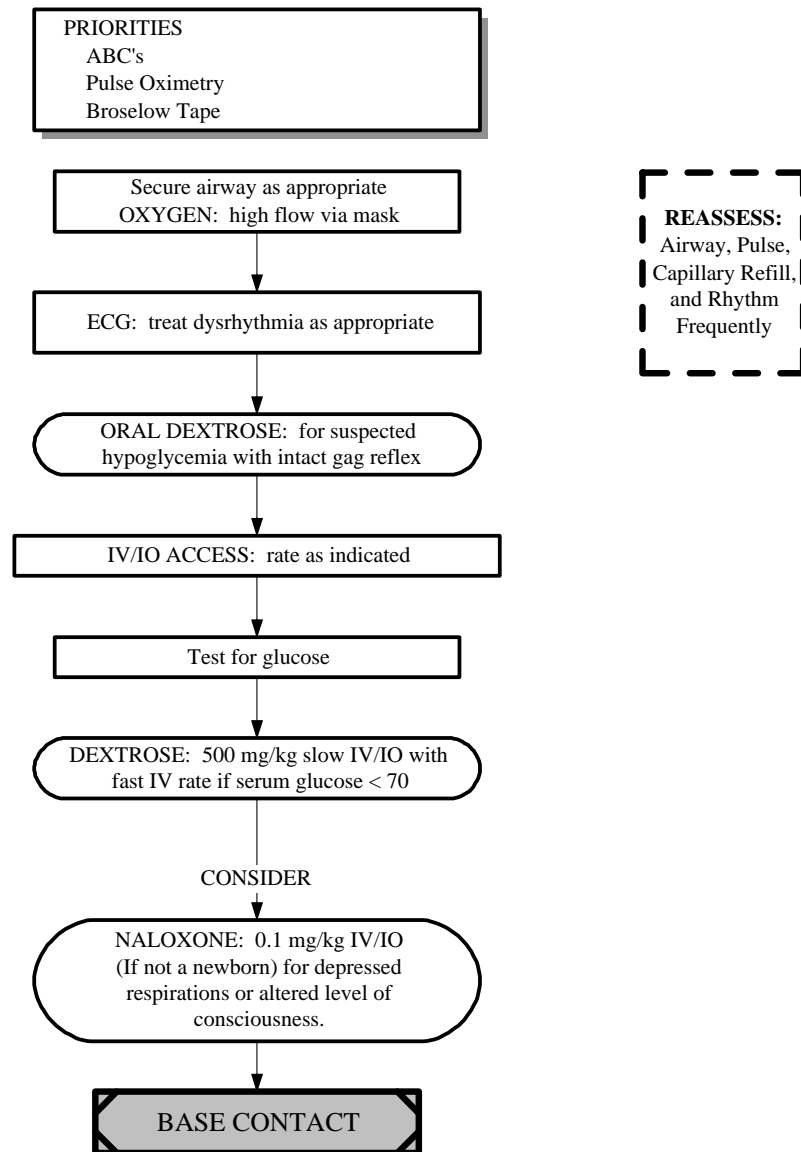 PRIORITIES
ABC's
Pulse Oximetry
Broselow Tape
Secure airway as appropriate
OXYGEN: high flow via mask
REASSESS:
Airway, Pulse,
Capillary Refill,
and Rhythm
Frequently
ECG: treat dysrhythmia as appropriate
ORAL DEXTROSE: for suspected
hypoglycemia with intact gag reflex
IV/IO ACCESS: rate as indicated
Test for glucose
DEXTROSE: 500 mg/kg slow IV/IO with
fast IV rate if serum glucose < 70
CONSIDER
NALOXONE: 0.1 mg/kg IV/IO
(If not a newborn) for depressed
respirations or altered level of
consciousness.
BASE CONTACT